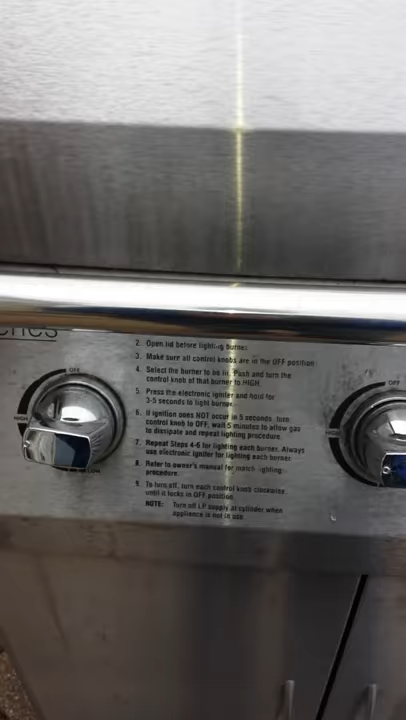 2. Open lid before lighting burner.
3. Make sure all control knobs are in the OFF position.
4. Select the burner to be lit. Push and turn the
control knob of that burner to HIGH.
5. Press the electronic igniter and hold for
3-5 seconds to light burner.
6. If ignition does NOT occur in 5 seconds, turn
control knob to OFF, wait 5 minutes to allow gas
to dissipate and repeat lighting procedure.
7. Repeat Steps 4-6 for lighting each burner. Always
use electronic igniter for lighting each burner.
8. Refer to owner's manual for match lighting
procedure.
9. To turn off, turn each control knob clockwise
until it locks in OFF position.
NOTE: Turn off LP supply at cylinder when
appliance is not in use.
OFF
HIGH
OFF